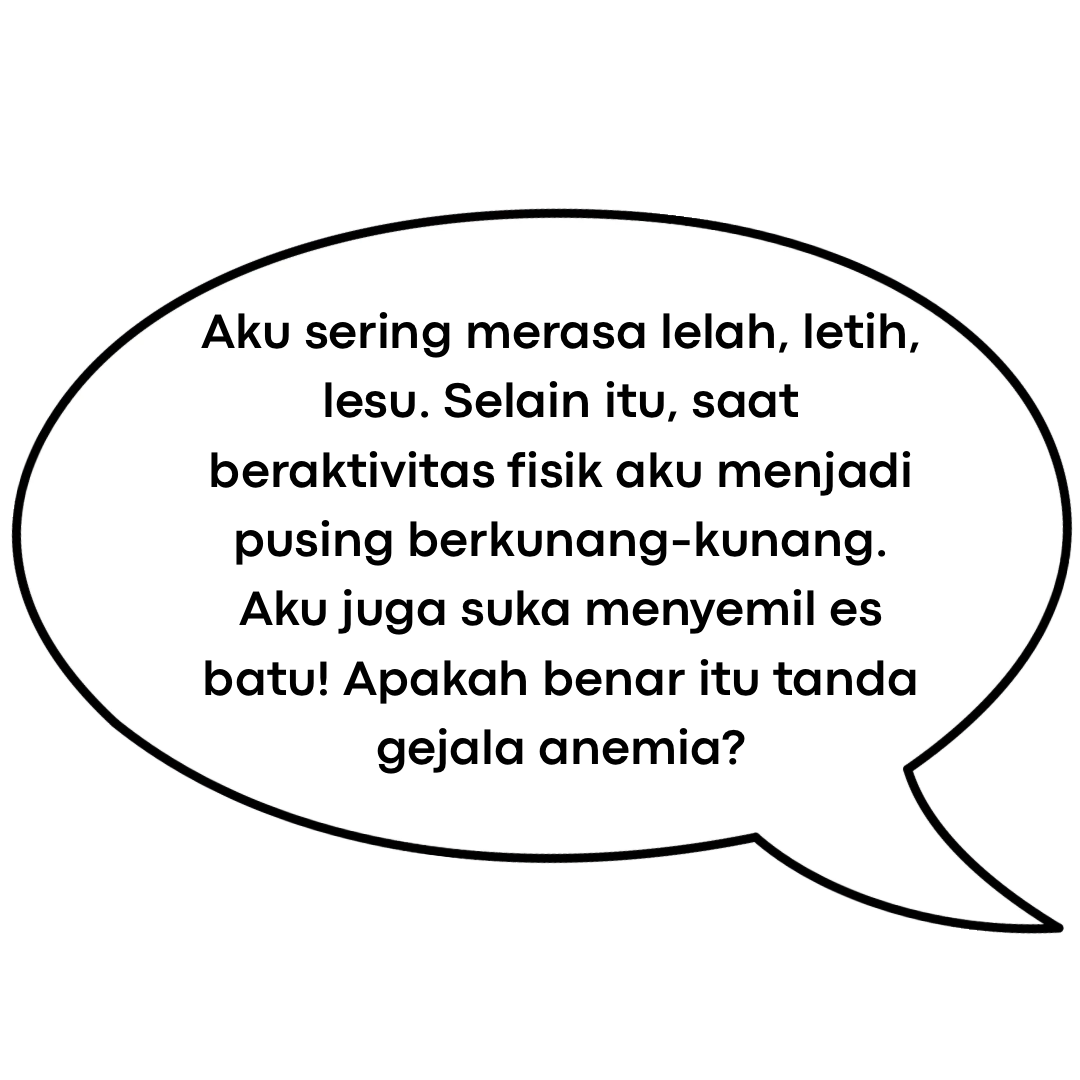 Aku sering merasa lelah, letih,
lesu. Selain itu, saat
beraktivitas fisik aku menjadi
pusing berkunang-kunang.
Aku juga suka menyemil es
batu! Apakah benar itu tanda
gejala anemia?